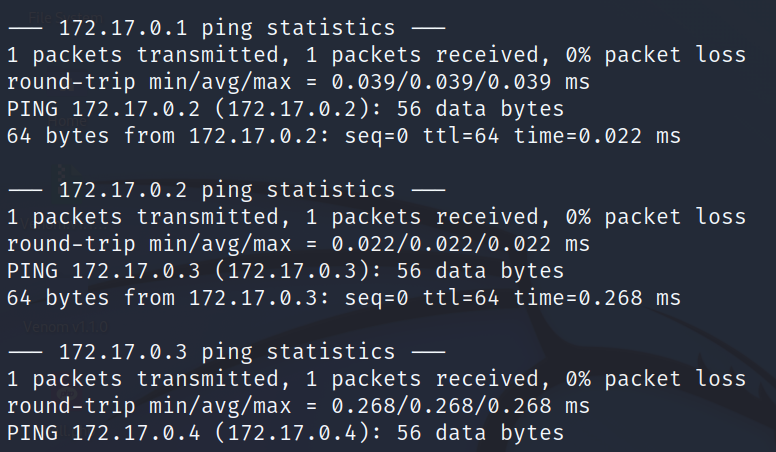 --- 172.17.0.1 ping statistics ---
1 packets transmitted, 1 packets received, 0% packet loss
round-trip min/avg/max = 0.039/0.039/0.039 ms
PING 172.17.0.2 (172.17.0.2): 56 data bytes
64 bytes from 172.17.0.2: seq=0 ttl=64 time=0.022 ms
--- 172.17.0.2 ping statistics ---
1 packets transmitted, 1 packets received, 0% packet loss
round-trip min/avg/max = 0.022/0.022/0.022 ms
PING 172.17.0.3 (172.17.0.3): 56 data bytes
64 bytes from 172.17.0.3: seq=0 ttl=64 time=0.268 ms
--- 172.17.0.3 ping statistics ---
1 packets transmitted, 1 packets received, 0% packet loss
round-trip min/avg/max = 0.268/0.268/0.268 ms
PING 172.17.0.4 (172.17.0.4): 56 data bytes